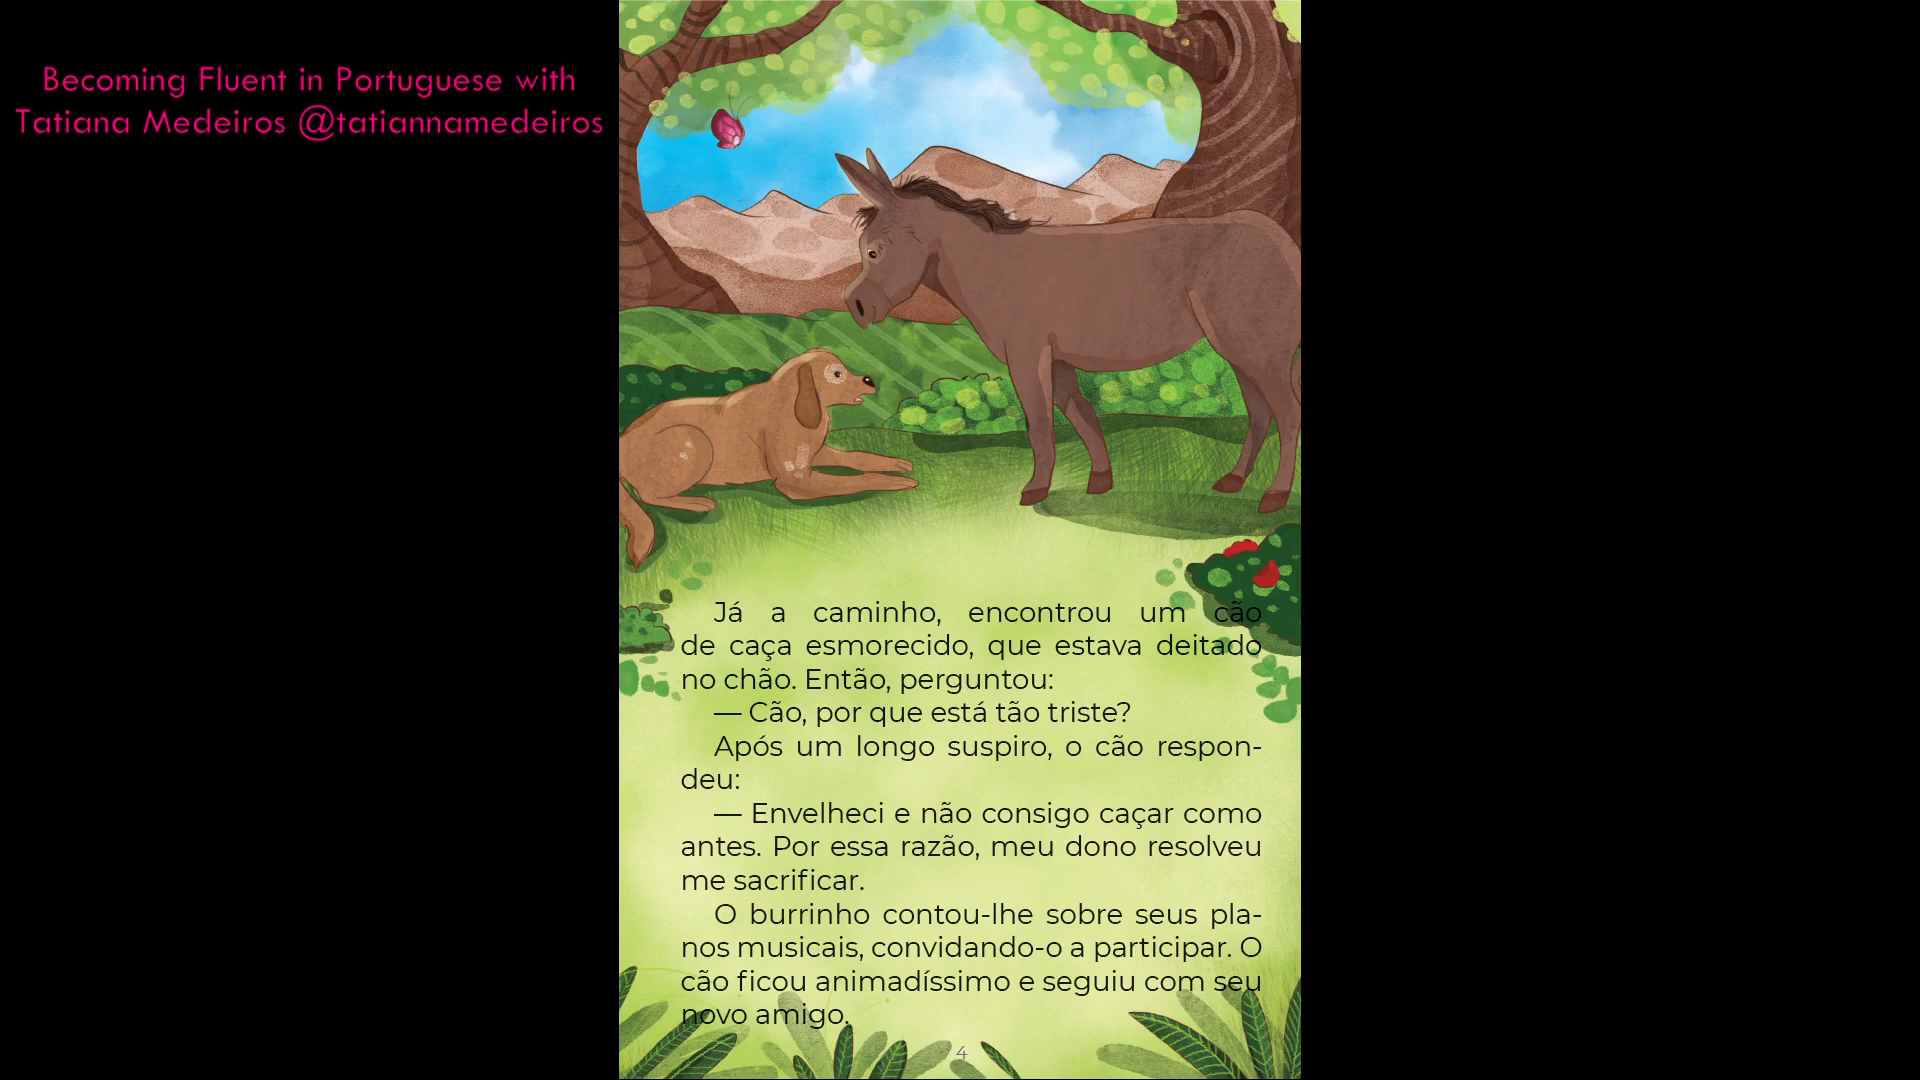 Becoming Fluent in Portuguese with
Tatiana Medeiros @tatiannamedeiros
Já a caminho, encontrou um cão
de caça esmorecido, que estava deitado
no chão. Então, perguntou:
— Cão, por que está tão triste?
Após um longo suspiro, o cão respon-
deu:
— Envelheci e não consigo caçar como
antes. Por essa razão, meu dono resolveu
me sacrificar.
O burrinho contou-lhe sobre seus pla-
nos musicais, convidando-o a participar. O
cão ficou animadíssimo e seguiu com seu
novo amigo.
4